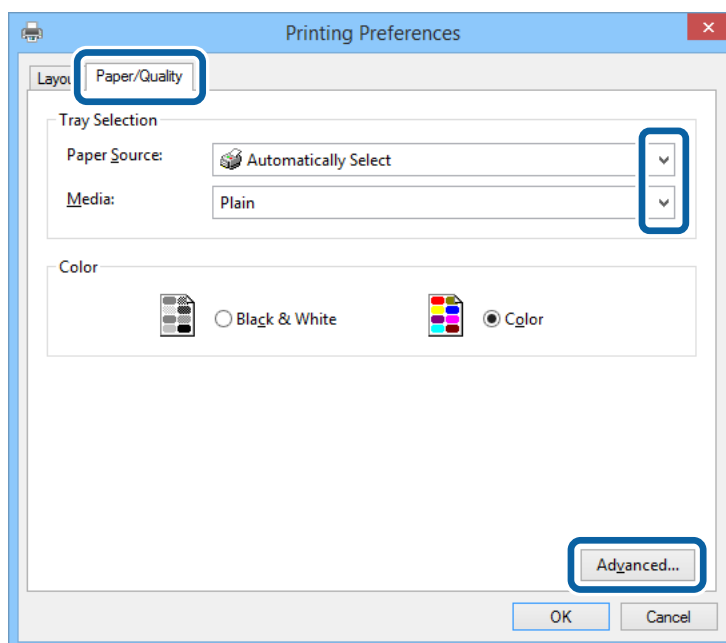 Printing Preferences
Layou Paper/Quality
Tray Selection
Paper Source: Automatically Select
Media: Plain
Color
Black & White Color
Advanced...
OK Cancel